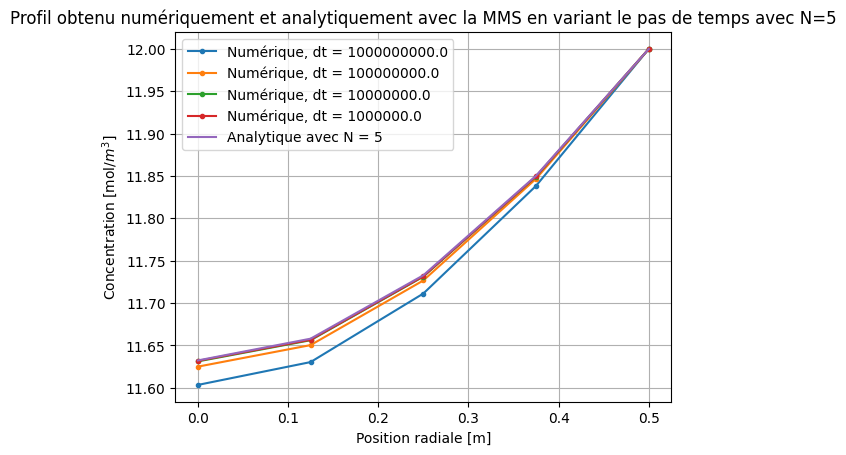 Profil obtenu numériquement et analytiquement avec la MMS en variant le pas de temps avec N=5
12.00
11.95
11.90
11.85
11.80
11.75
11.70
11.65
11.60
Concentration [mol/m³]
Numérique, dt = 1000000000.0
Numérique, dt = 100000000.0
Numérique, dt = 10000000.0
Numérique, dt = 1000000.0
Analytique avec N = 5
0.0 0.1 0.2 0.3 0.4 0.5
Position radiale [m]